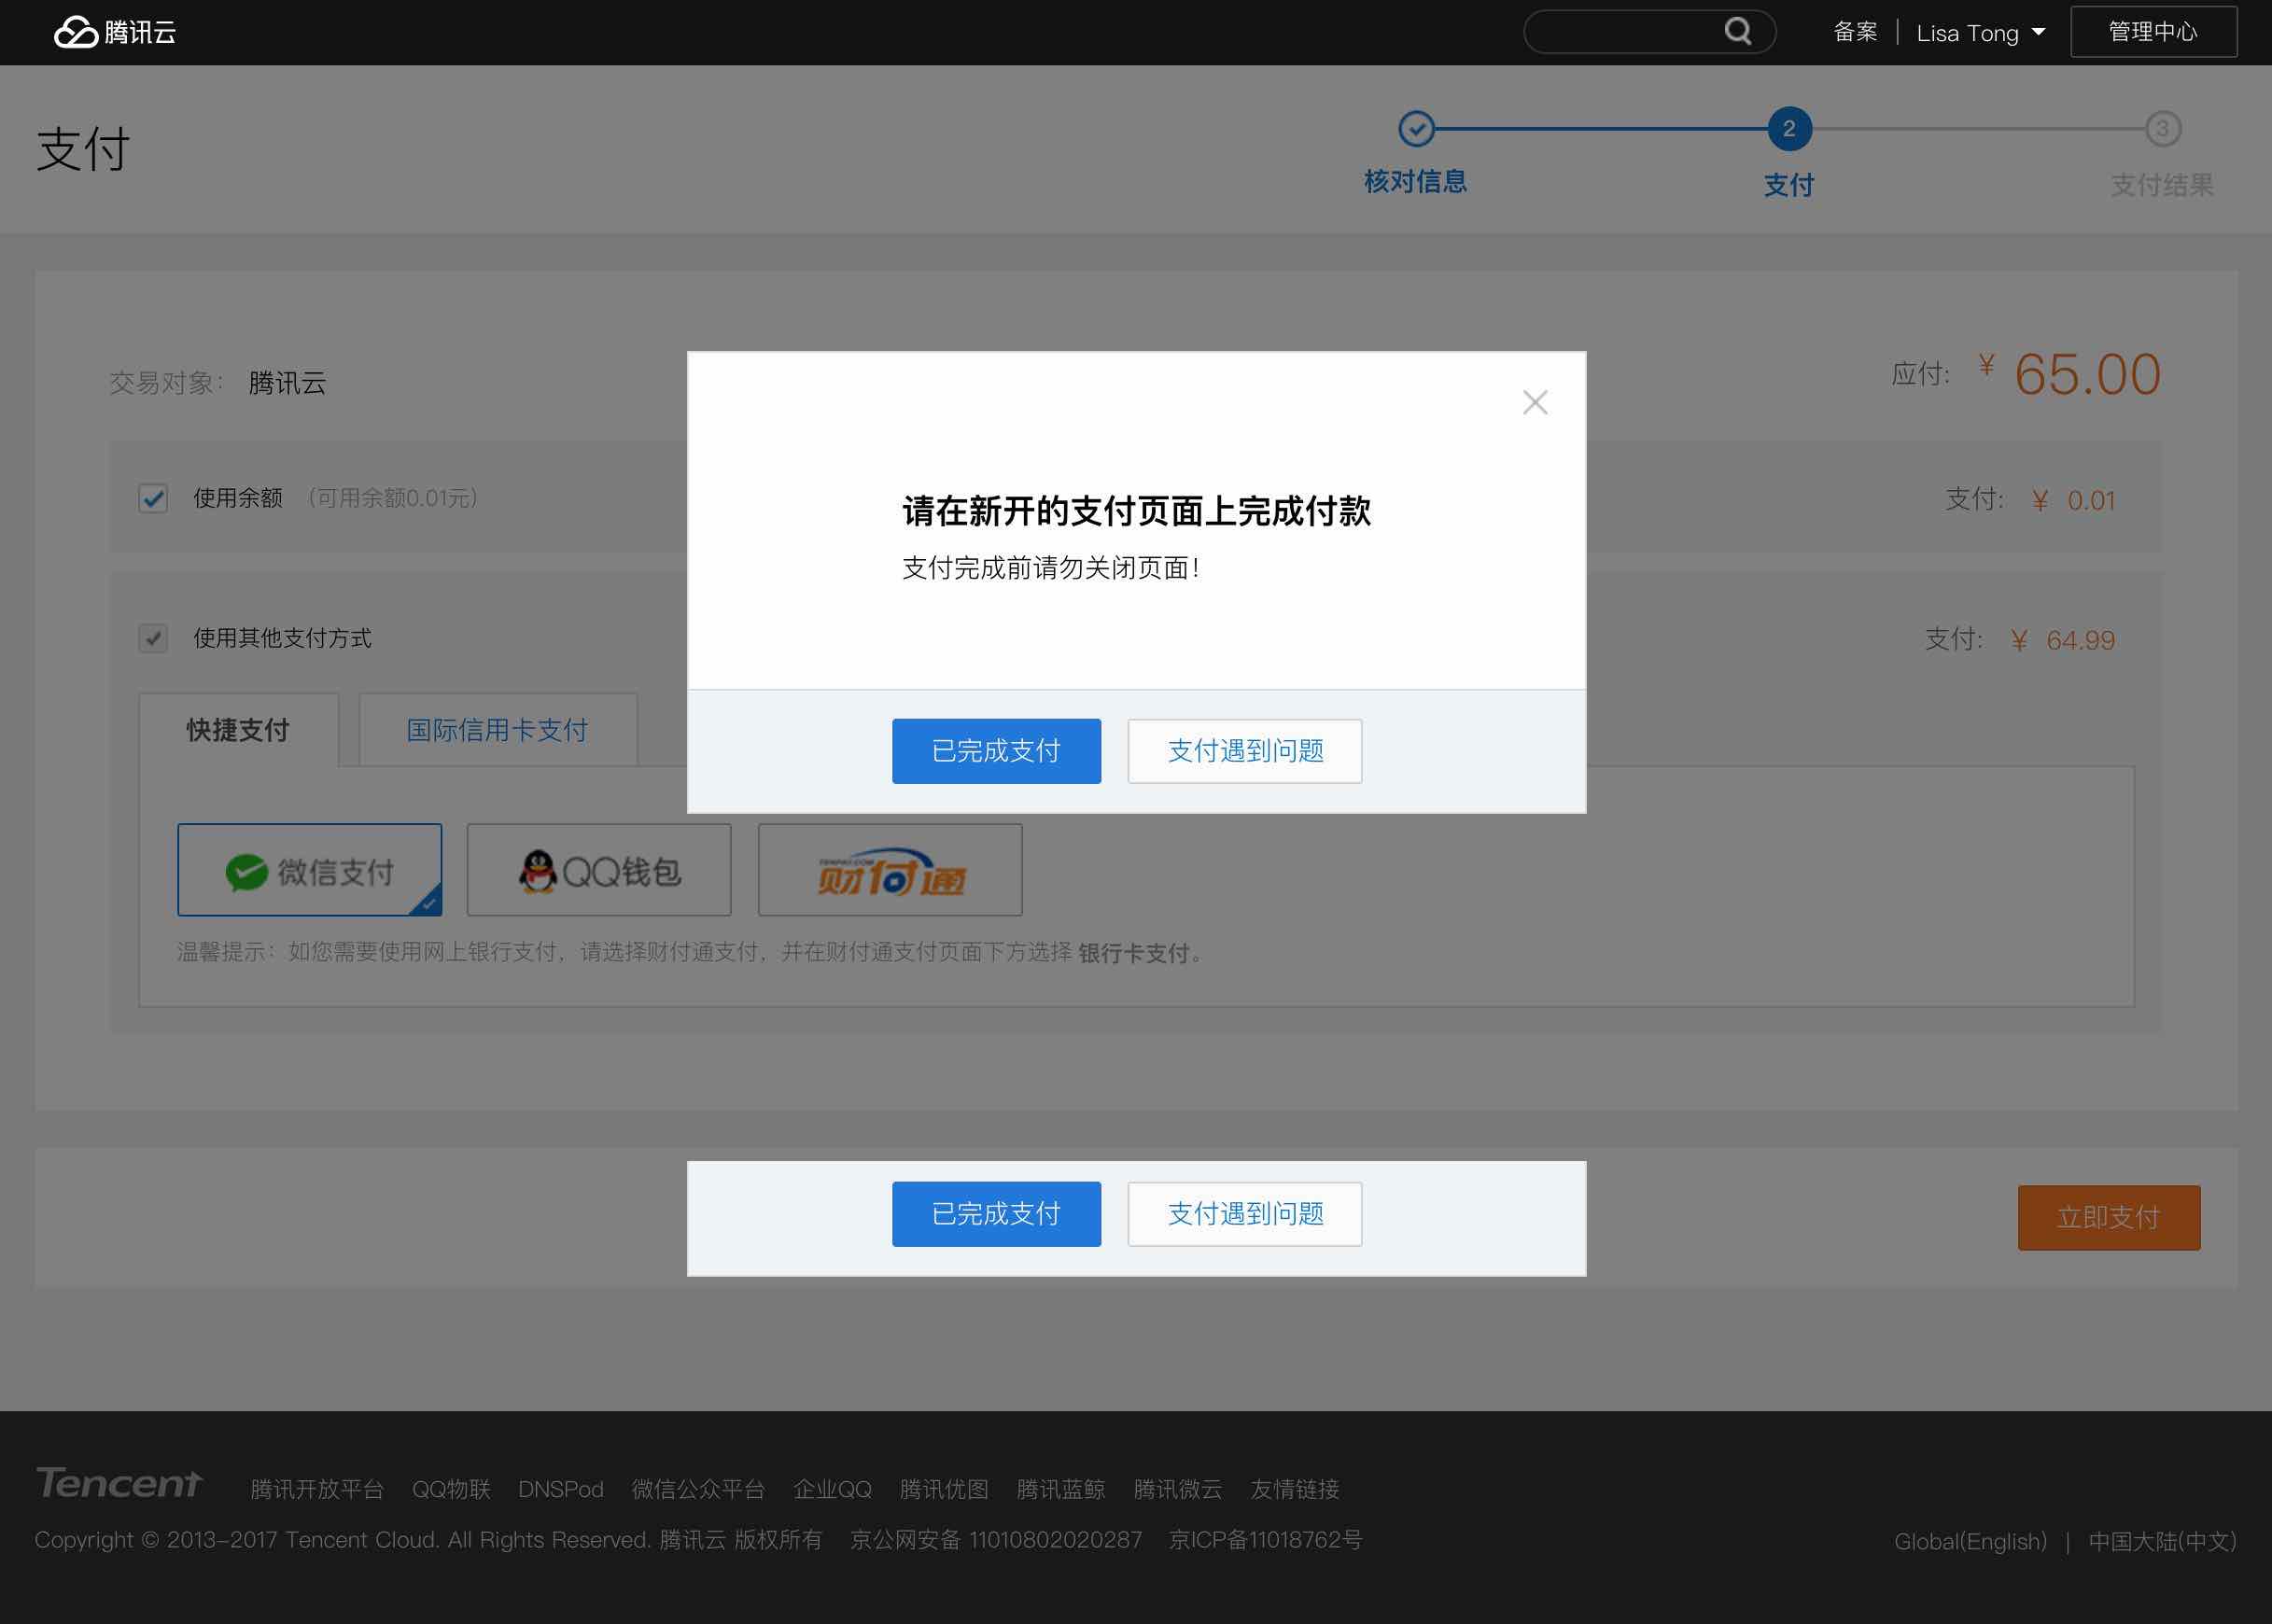 腾讯云
备案 | Lisa Tong
管理中心
支付
2
3
核对信息
支付
支付结果
交易对象： 腾讯云
应付: ¥ 65.00
使用余额 (可用余额0.01元)
支付: ¥ 0.01
请在新开的支付页面上完成付款
支付完成前请勿关闭页面！
使用其他支付方式
支付: ¥ 64.99
快捷支付
国际信用卡支付
已完成支付
支付遇到问题
微信支付
QQ钱包
TENPAY.COM
财付通
温馨提示：如您需要使用网上银行支付，请选择财付通支付，并在财付通支付页面下方选择 银行卡支付。
已完成支付
支付遇到问题
立即支付
Tencent 腾讯开放平台 QQ物联 DNSPod 微信公众平台 企业QQ 腾讯优图 腾讯蓝鲸 腾讯微云 友情链接
Copyright © 2013-2017 Tencent Cloud. All Rights Reserved. 腾讯云 版权所有 京公网安备 11010802020287 京ICP备11018762号
Global(English) | 中国大陆(中文)